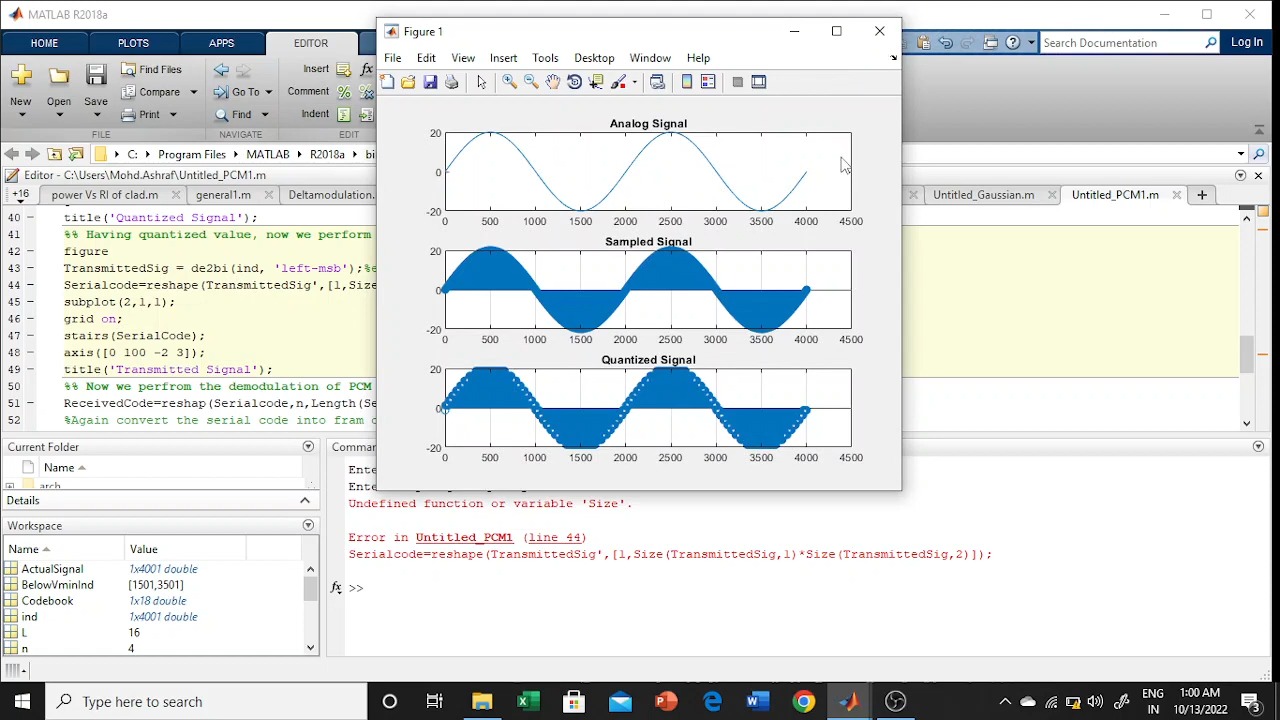 MATLAB R2018a
Figure 1
HOME PLOTS APPS EDITOR
Search Documentation
Log In
File Edit View Insert Tools Desktop Window Help
New Open Save
Find Files
Compare
Print
Go To
Find
Insert
Comment
Indent
FILE NAVIGATE
C: Program Files MATLAB R2018a
Editor - C:\Users\Mohd.Ashraf\Untitled_PCM1.m
+16 power Vs RI of clad.m general1.m
Untitled_Gaussian.m Untitled_PCM1.m
40 title('Quantized Signal');
41 %% Having quantized value, now we perform
42 figure
43 TransmittedSig = de2bi(ind, 'left-msb');
44 Serialcode=reshape(TransmittedSig',[1,Size
45 subplot(2,1,1);
46 grid on;
47 stairs(SerialCode);
48 axis([0 100 -2 3]);
49 title('Transmitted Signal');
50 %% Now we perfrom the demodulation of PCM
51 ReceivedCode=reshap(Serialcode,n,Length(S
52 %Again convert the serial code into fram
Analog Signal
20
0
-20
0 500 1000 1500 2000 2500 3000 3500 4000 4500
Sampled Signal
20
0
-20
0 500 1000 1500 2000 2500 3000 3500 4000 4500
Quantized Signal
20
0
-20
0 500 1000 1500 2000 2500 3000 3500 4000 4500
Current Folder
Name
arch
Details
Workspace
Name Value
ActualSignal 1x4001 double
BelowVminInd [1501,3501]
Codebook 1x18 double
ind 1x4001 double
L 16
n 4
Undefined function or variable 'Size'.
Error in Untitled_PCM1 (line 44)
Serialcode=reshape(TransmittedSig',[1,Size(TransmittedSig,1)*Size(TransmittedSig,2)]);
fx >>
Type here to search
ENG
IN
1:00 AM
10/13/2022
3